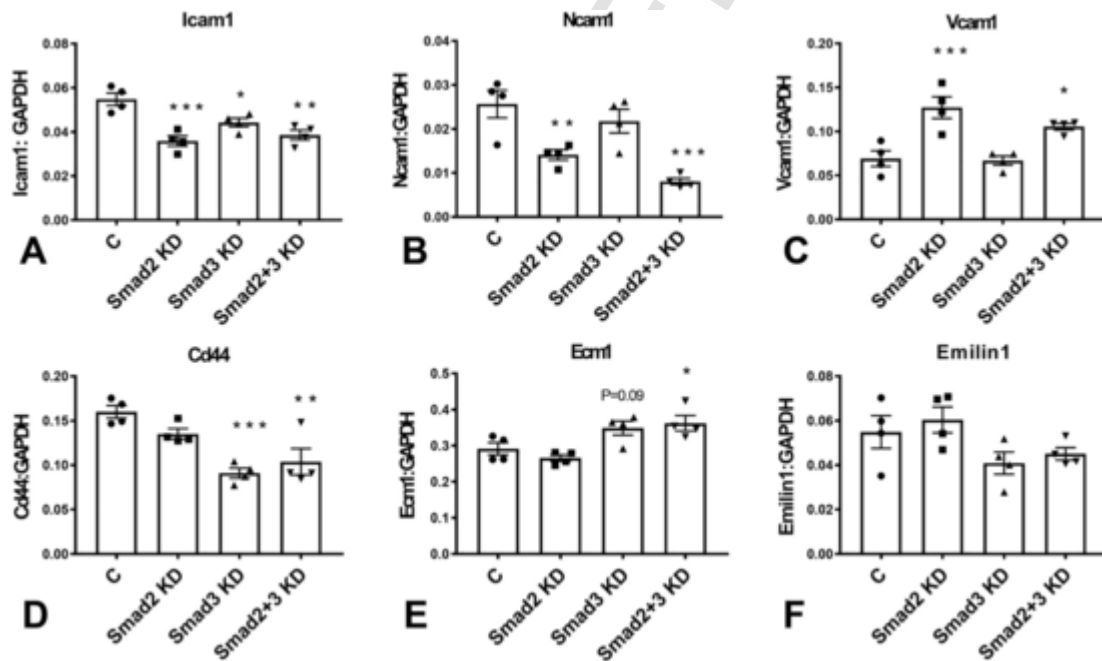 Icam1
Icam1: GAPDH
0.08
0.06
0.04
0.02
0.00
***
*
**
C
Smad2 KD
Smad3 KD
Smad2+3 KD
A
Ncam1
Ncam1:GAPDH
0.04
0.03
0.02
0.01
0.00
**
***
C
Smad2 KD
Smad3 KD
Smad2+3 KD
B
Vcam1
Vcam1:GAPDH
0.20
0.15
0.10
0.05
0.00
***
*
C
Smad2 KD
Smad3 KD
Smad2+3 KD
C
Cd44
Cd44:GAPDH
0.20
0.15
0.10
0.05
0.00
***
**
C
Smad2 KD
Smad3 KD
Smad2+3 KD
D
Ecm1
Ecm1:GAPDH
0.5
0.4
0.3
0.2
0.1
0.0
P=0.09
*
C
Smad2 KD
Smad3 KD
Smad2+3 KD
E
Emilin1
Emilin1:GAPDH
0.08
0.06
0.04
0.02
0.00
C
Smad2 KD
Smad3 KD
Smad2+3 KD
F